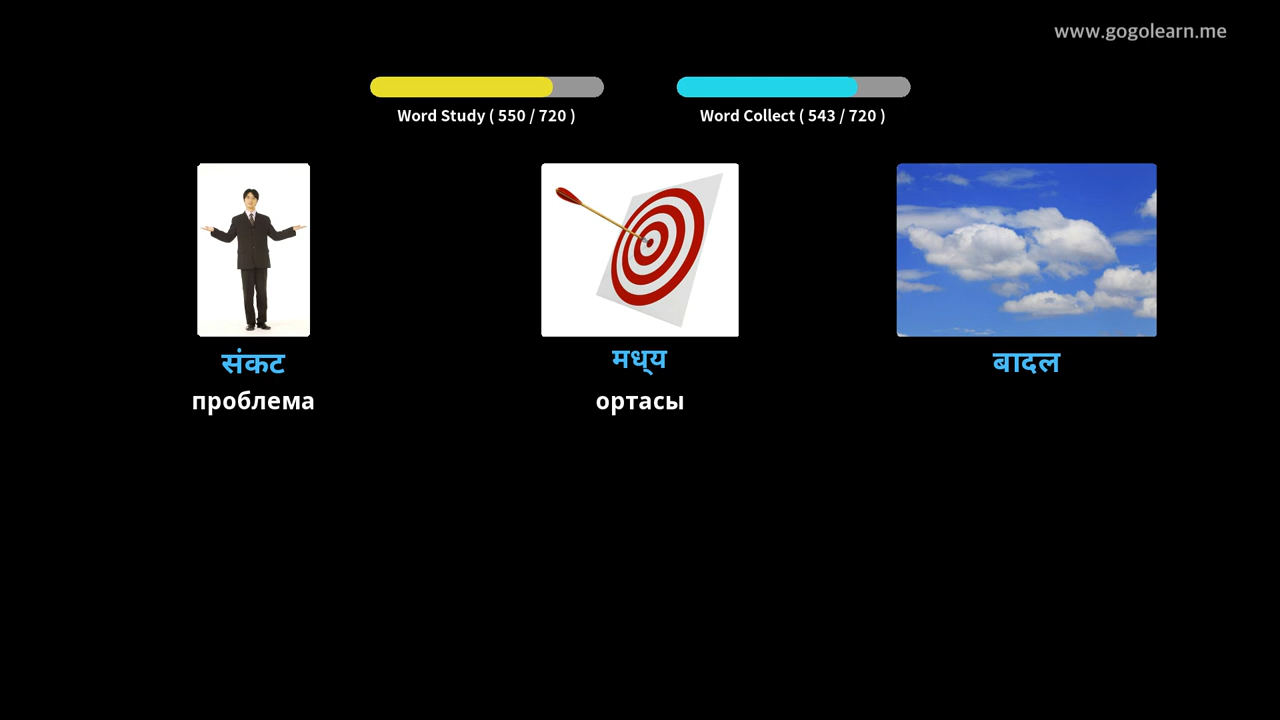 www.gogolearn.me
Word Study ( 550 / 720 )
Word Collect ( 543 / 720 )
संकट
मध्‌य
बादल
проблема
ортасы